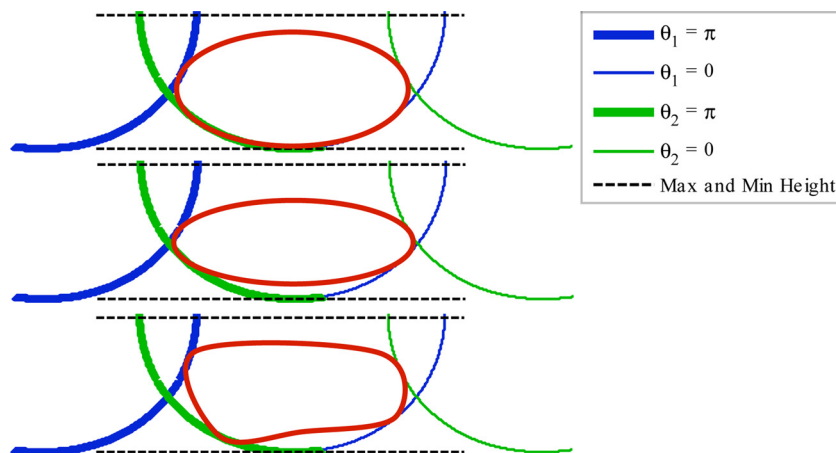 θ₁ = π
θ₁ = 0
θ₂ = π
θ₂ = 0
Max and Min Height